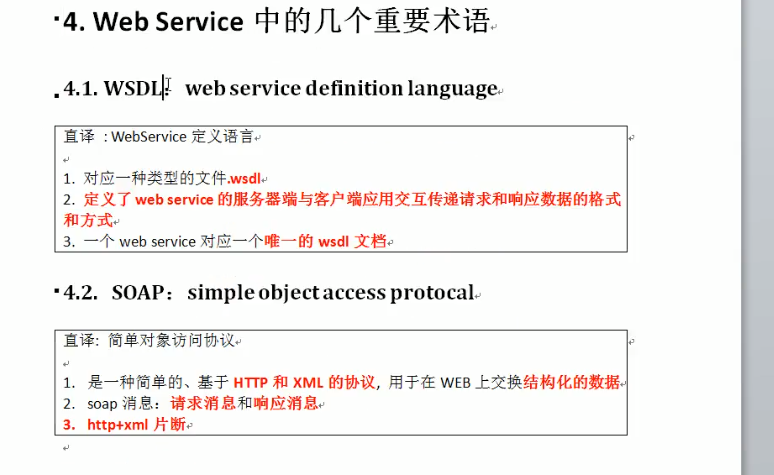 4. Web Service 中的几个重要术语
4.1. WSDL: web service definition language
直译 : WebService 定义语言
1. 对应一种类型的文件.wsdl
2. 定义了 web service 的服务器端与客户端应用交互传递请求和响应数据的格式
和方式
3. 一个 web service 对应一个唯一的 wsdl 文档
4.2. SOAP：simple object access protocal
直译：简单对象访问协议
1. 是一种简单的、基于 HTTP 和 XML 的协议, 用于在 WEB 上交换结构化的数据
2. soap 消息：请求消息和响应消息
3. http+xml 片断